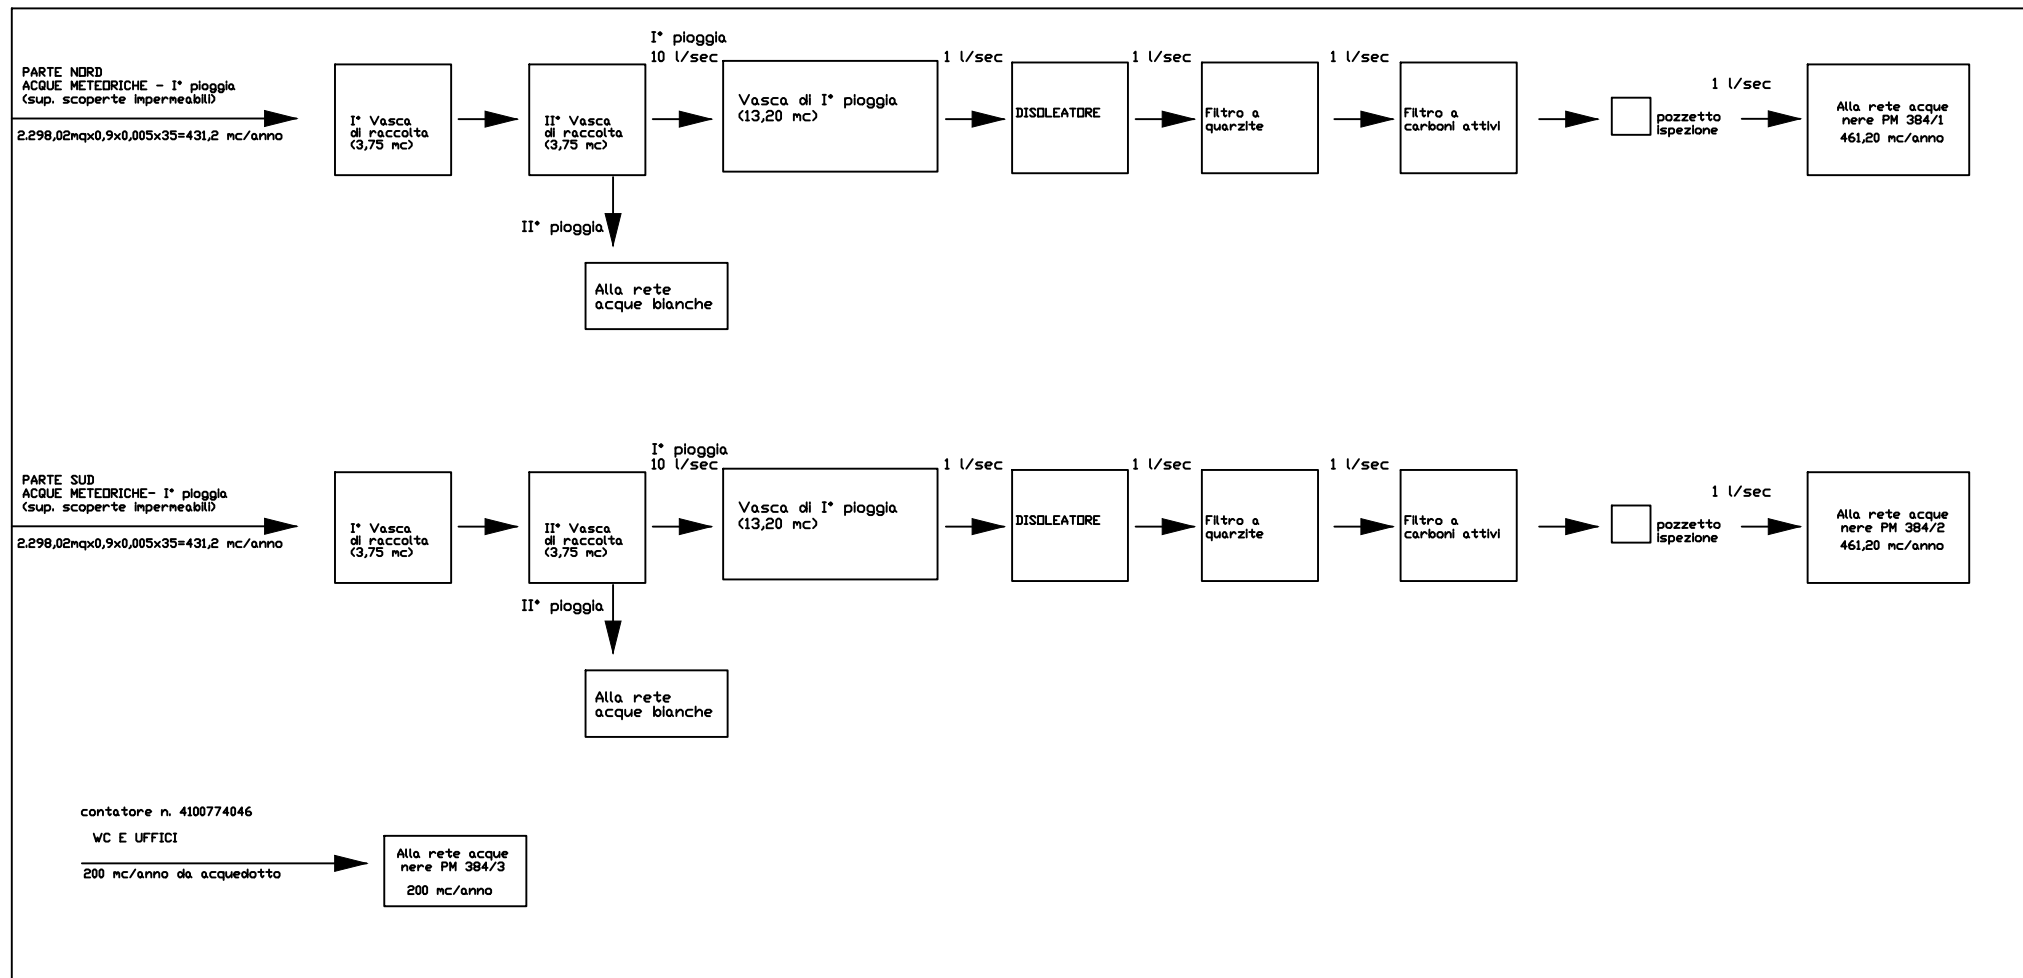 PARTE NORD
ACQUE METEORICHE - I° pioggia
(sup. scoperte impermeabili)
2.298,02mqx0,9x0,005x35=431,2 mc/anno
I° Vasca
di raccolta
(3,75 mc)
II° Vasca
di raccolta
(3,75 mc)
I° pioggia
10 l/sec
Vasca di I° pioggia
(13,20 mc)
1 l/sec
DISOLEATORE
1 l/sec
Filtro a
quarzite
1 l/sec
Filtro a
carboni attivi
pozzetto
ispezione
1 l/sec
Alla rete acque
nere PM 384/1
461,20 mc/anno
II° pioggia
Alla rete
acque bianche
PARTE SUD
ACQUE METEORICHE- I° pioggia
(sup. scoperte impermeabili)
2.298,02mqx0,9x0,005x35=431,2 mc/anno
I° Vasca
di raccolta
(3,75 mc)
II° Vasca
di raccolta
(3,75 mc)
I° pioggia
10 l/sec
Vasca di I° pioggia
(13,20 mc)
1 l/sec
DISOLEATORE
1 l/sec
Filtro a
quarzite
1 l/sec
Filtro a
carboni attivi
pozzetto
ispezione
1 l/sec
Alla rete acque
nere PM 384/2
461,20 mc/anno
II° pioggia
Alla rete
acque bianche
contatore n. 4100774046
WC E UFFICI
200 mc/anno da acquedotto
Alla rete acque
nere PM 384/3
200 mc/anno